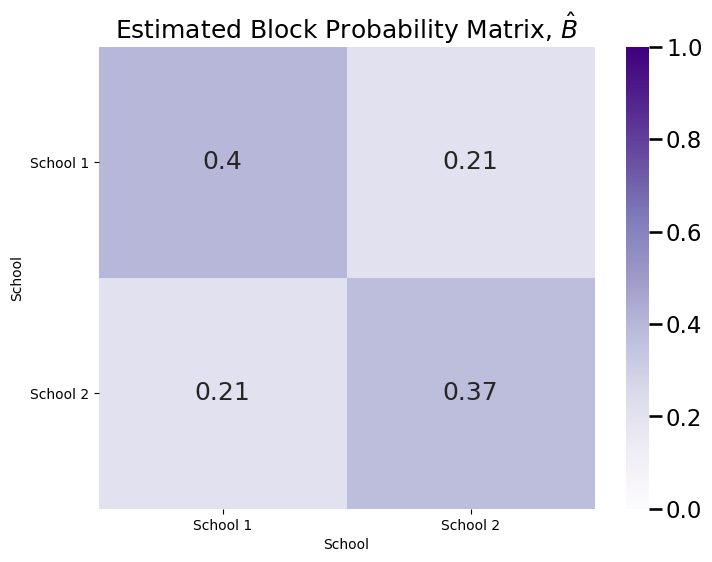 Estimated Block Probability Matrix, $\hat{B}$
School 1
0.4
0.21
School 2
0.21
0.37
School
School 1
School 2
School
1.0
0.8
0.6
0.4
0.2
0.0